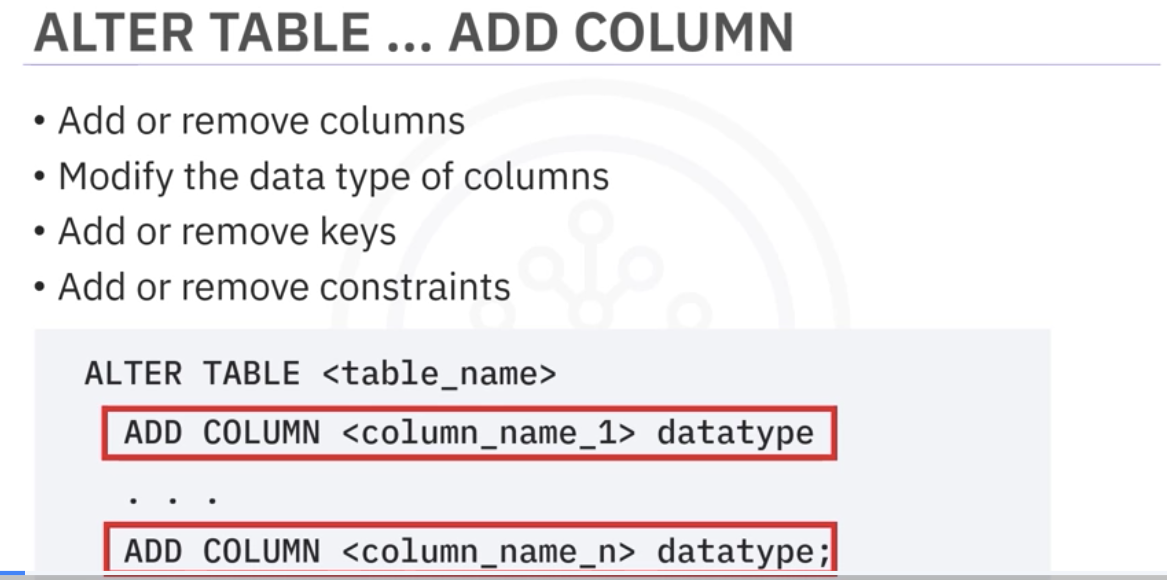 ALTER TABLE ... ADD COLUMN
• Add or remove columns
• Modify the data type of columns
• Add or remove keys
• Add or remove constraints
ALTER TABLE <table_name>
ADD COLUMN <column_name_1> datatype
. . .
ADD COLUMN <column_name_n> datatype;